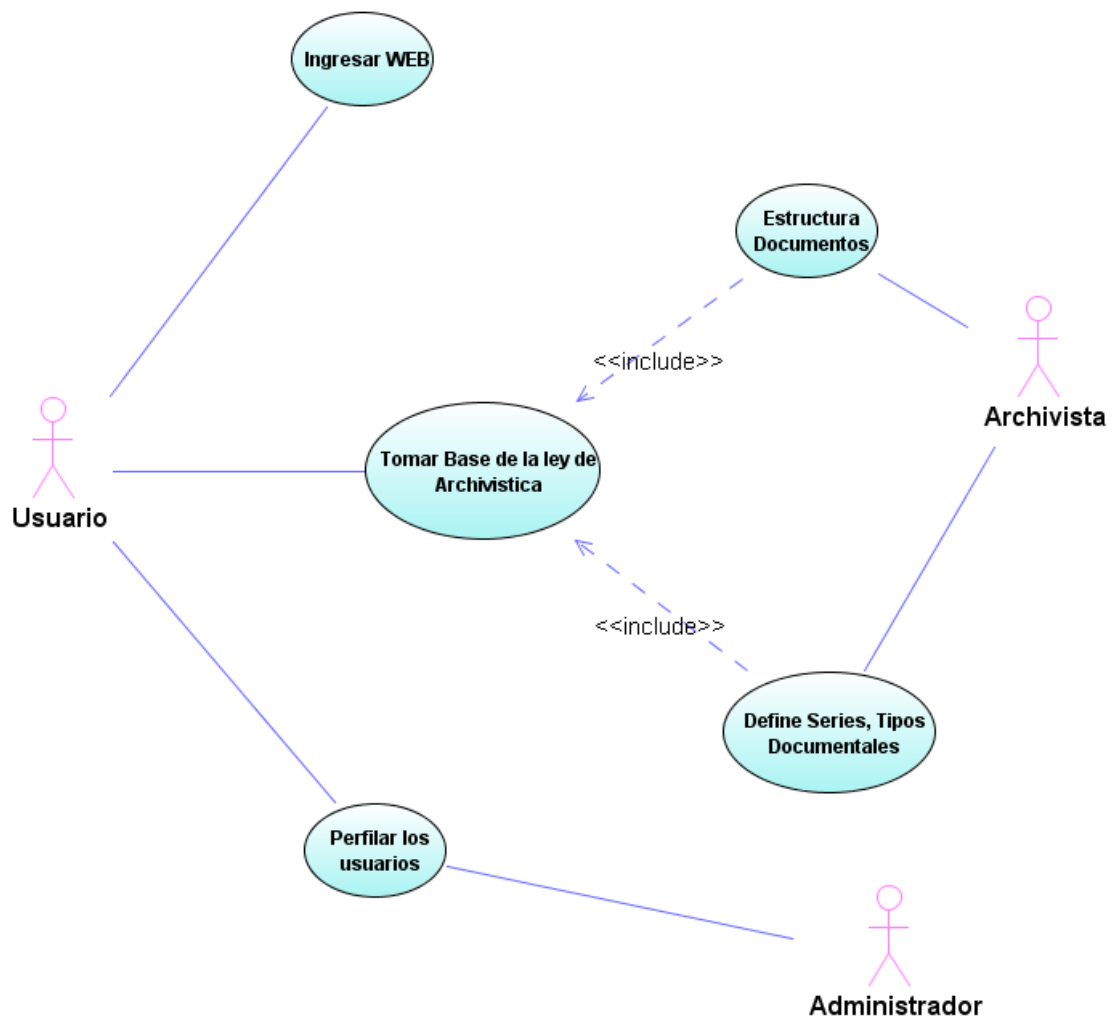 Ingresar WEB
Estructura
Documentos
<<include>>
Archivista
Tomar Base de la ley de
Archivistica
Usuario
<<include>>
Define Series, Tipos
Documentales
Perfilar los
usuarios
Administrador